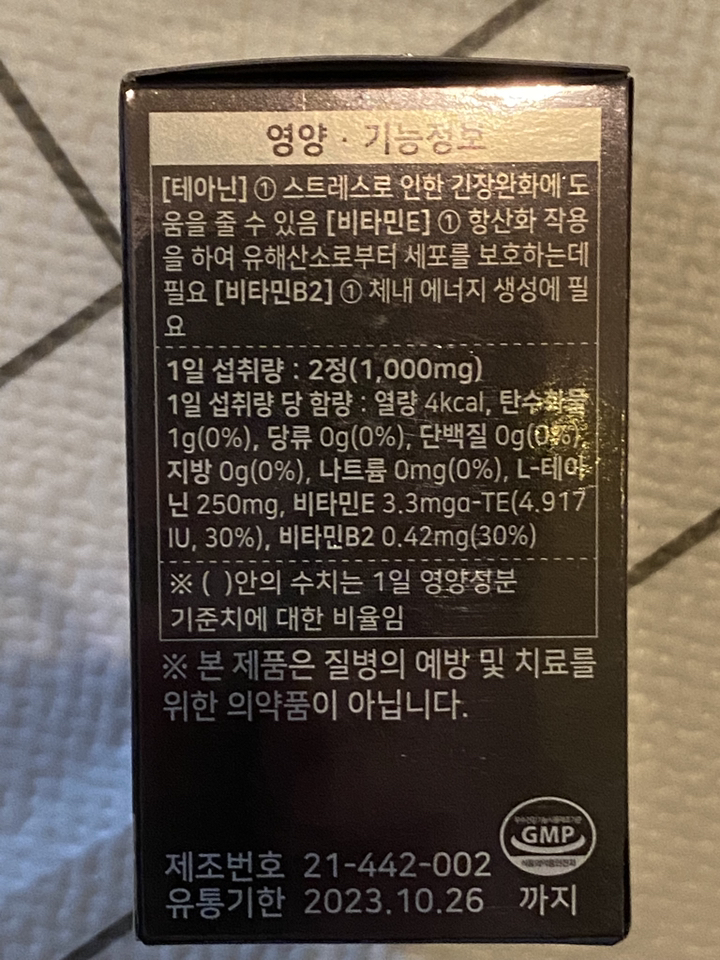 영양 · 기능정보
[테아닌] ① 스트레스로 인한 긴장완화에 도
움을 줄 수 있음 [비타민E] ① 항산화 작용
을 하여 유해산소로부터 세포를 보호하는데
필요 [비타민B2] ① 체내 에너지 생성에 필
요
1일 섭취량 : 2정(1,000mg)
1일 섭취량 당 함량 : 열량 4kcal, 탄수화물
1g(0%), 당류 0g(0%), 단백질 0g(0%),
지방 0g(0%), 나트륨 0mg(0%), L-테아
닌 250mg, 비타민E 3.3mgα-TE(4.917
IU, 30%), 비타민B2 0.42mg(30%)
※ ( )안의 수치는 1일 영양성분
기준치에 대한 비율임
※ 본 제품은 질병의 예방 및 치료를
위한 의약품이 아닙니다.
GMP
제조번호 21-442-002
유통기한 2023.10.26 까지